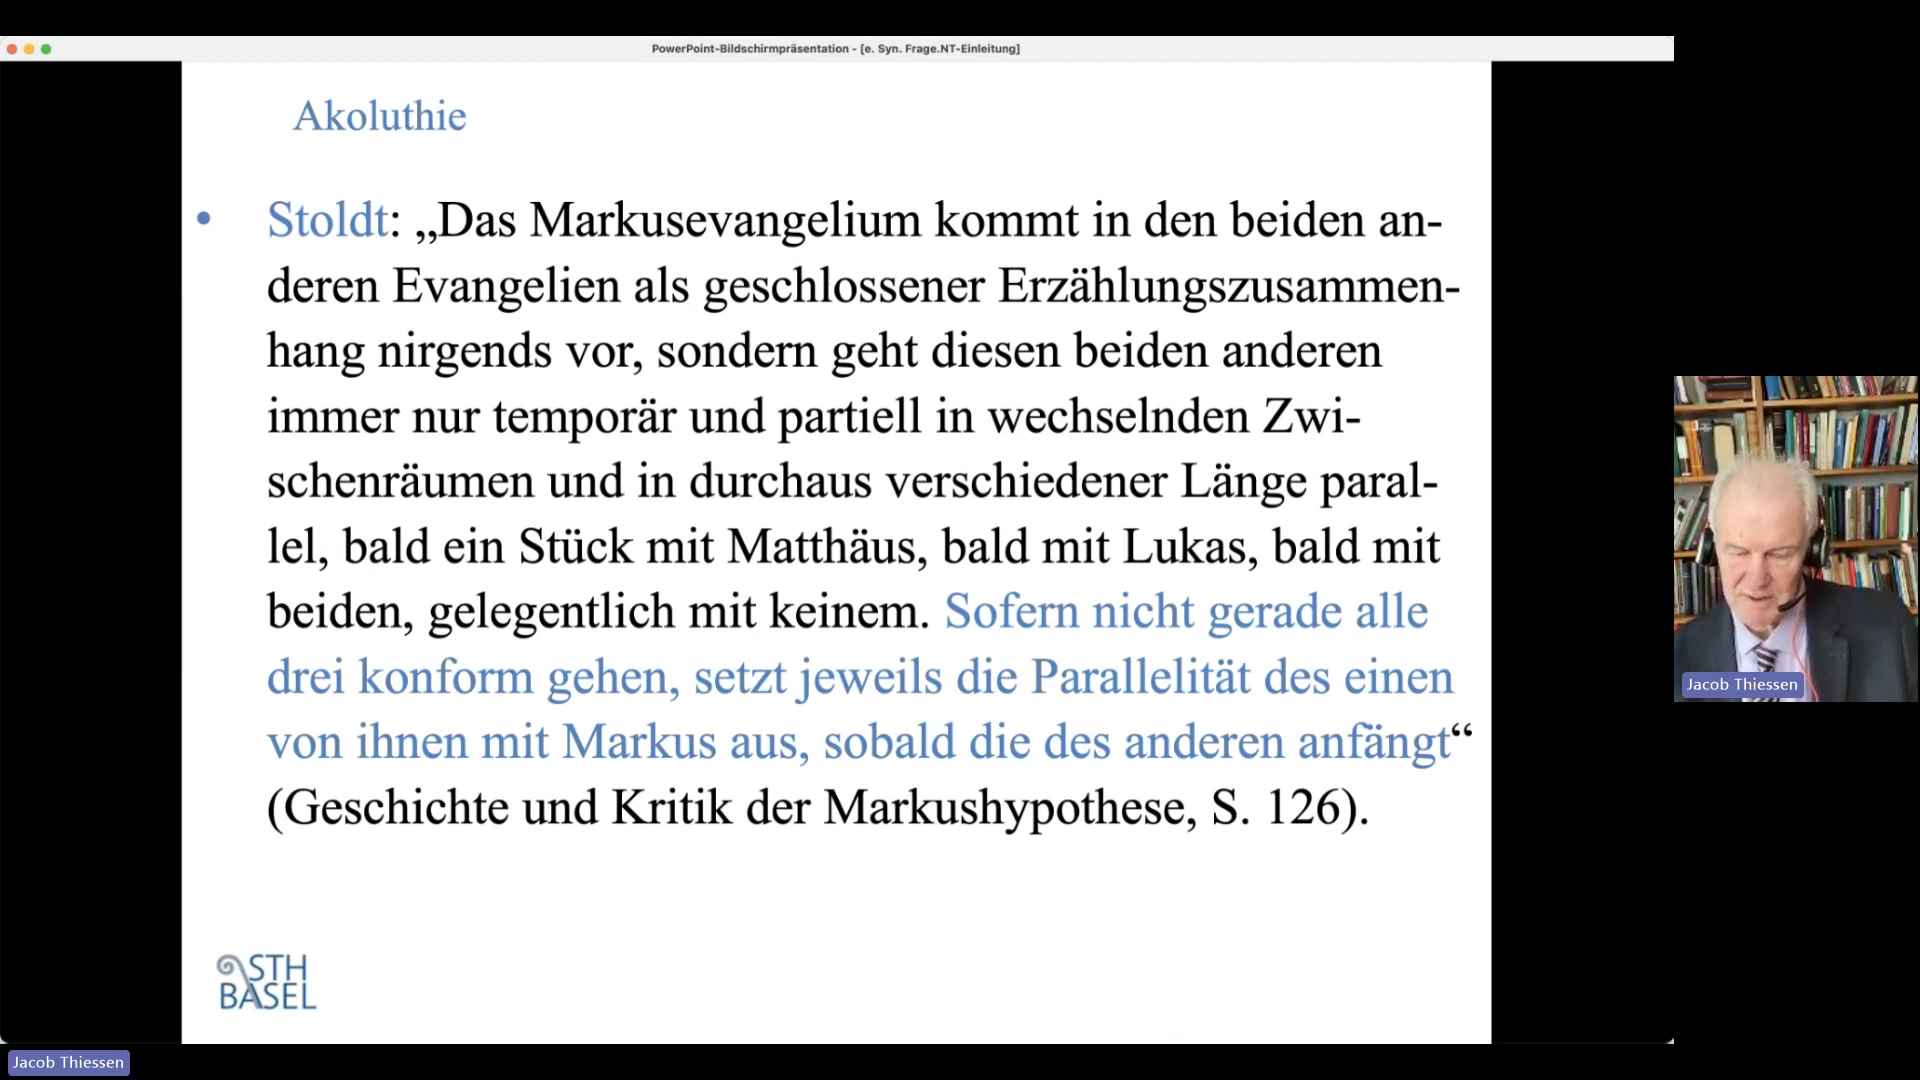 PowerPoint-Bildschirmpräsentation - [e. Syn. Frage.NT-Einleitung]
Akoluthie
• Stoldt: „Das Markusevangelium kommt in den beiden an-
deren Evangelien als geschlossener Erzählungszusammen-
hang nirgends vor, sondern geht diesen beiden anderen
immer nur temporär und partiell in wechselnden Zwi-
schenräumen und in durchaus verschiedener Länge paral-
lel, bald ein Stück mit Matthäus, bald mit Lukas, bald mit
beiden, gelegentlich mit keinem. Sofern nicht gerade alle
drei konform gehen, setzt jeweils die Parallelität des einen
von ihnen mit Markus aus, sobald die des anderen anfängt“
(Geschichte und Kritik der Markushypothese, S. 126).
STH
BASEL
Jacob Thiessen
Jacob Thiessen